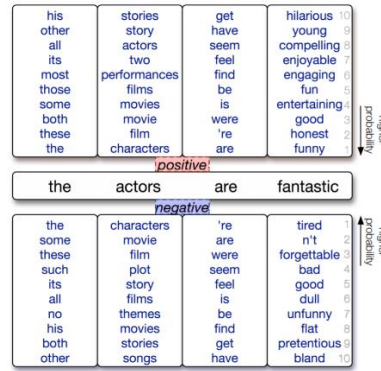 his stories get hilarious 10
other story have young 9
all actors seem compelling 8
its two feel enjoyable 7
most performances find engaging 6
those films be fun 5
some movies is entertaining 4
both movie were good 3
these film 're honest 2
the characters are funny 1
probability
positive
the actors are fantastic
negative
the characters 're tired 1
some movie are n't 2
these film were forgettable 3
such plot seem bad 4
its story feel good 5
all films is dull 6
no themes be unfunny 7
his movies find flat 8
both stories get pretentious 9
other songs have bland 10
probability